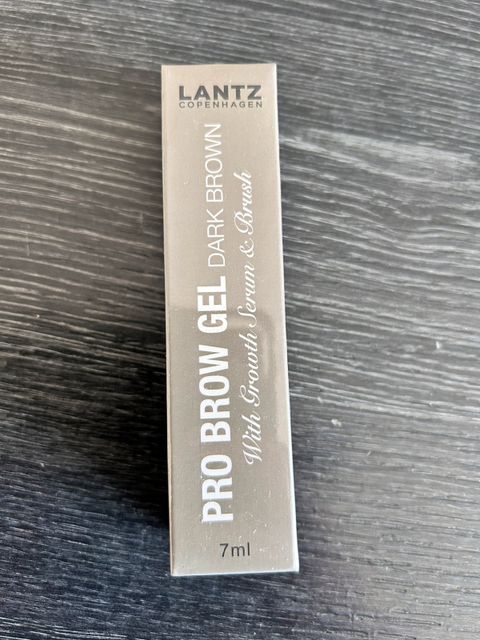 LANTZ
COPENHAGEN
PRO BROW GEL DARK BROWN
With Growth Serum & Brush
7ml